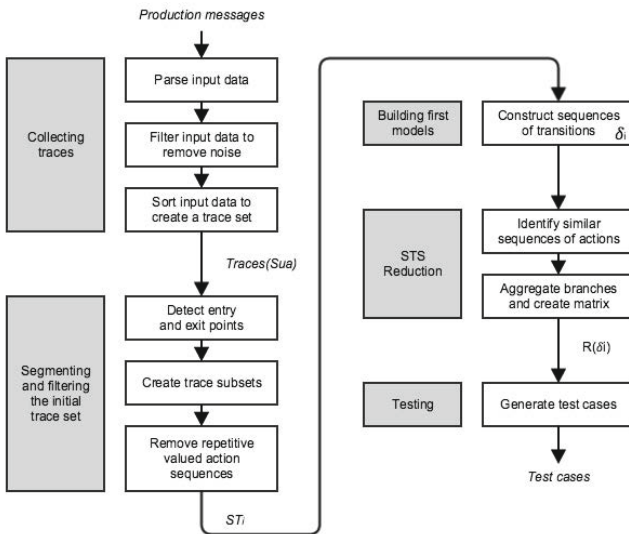 Production messages
Collecting
traces
Parse input data
Filter input data to
remove noise
Sort input data to
create a trace set
Traces(Sua)
Segmenting
and filtering
the initial
trace set
Detect entry
and exit points
Create trace subsets
Remove repetitive
valued action
sequences
STi
Building first
models
Construct sequences
of transitions δi
STS
Reduction
Identify similar
sequences of actions
Aggregate branches
and create matrix
R(δi)
Testing
Generate test cases
Test cases